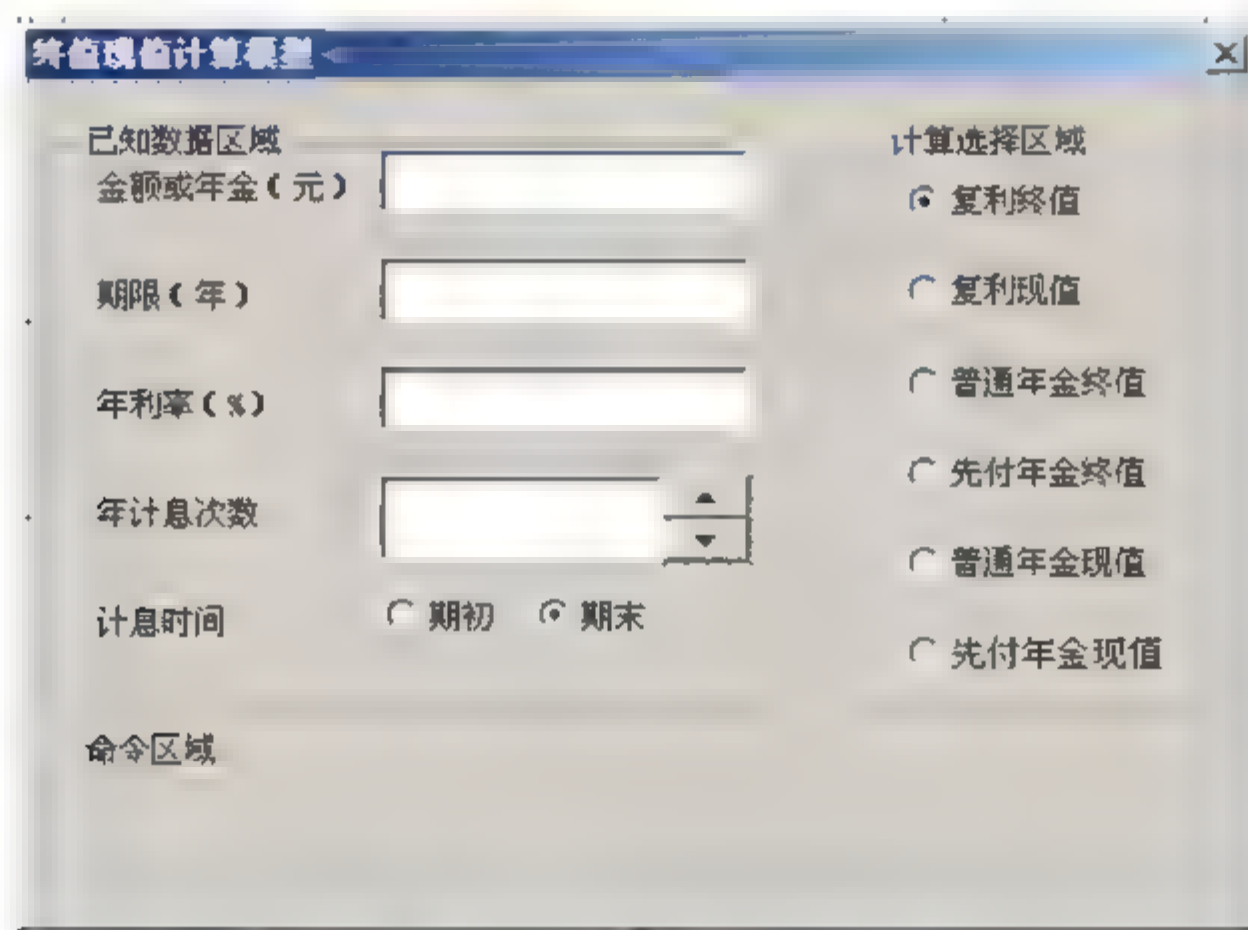 终值现值计算模型
已知数据区域
金额或年金(元)
期限(年)
年利率(%)
年计息次数
计息时间
期初
期末
计算选择区域
复利终值
复利现值
普通年金终值
先付年金终值
普通年金现值
先付年金现值
命令区域